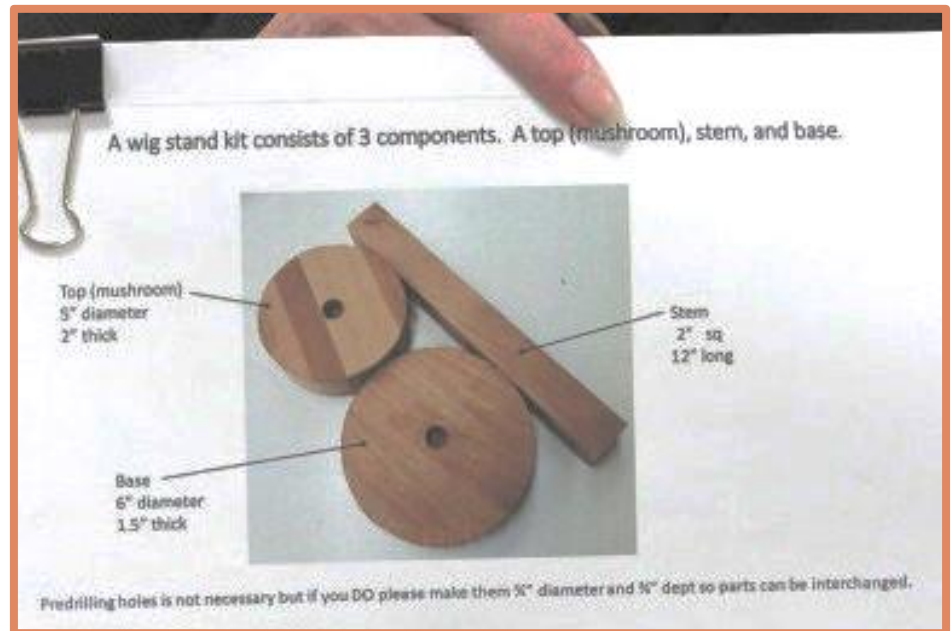 A wig stand kit consists of 3 components. A top (mushroom), stem, and base.
Top (mushroom)
5" diameter
2" thick
Stem
2" sq
12" long
Base
6" diameter
1.5" thick
Predrilling holes is not necessary but if you DO please make them diameter and dept so parts can be interchanged.